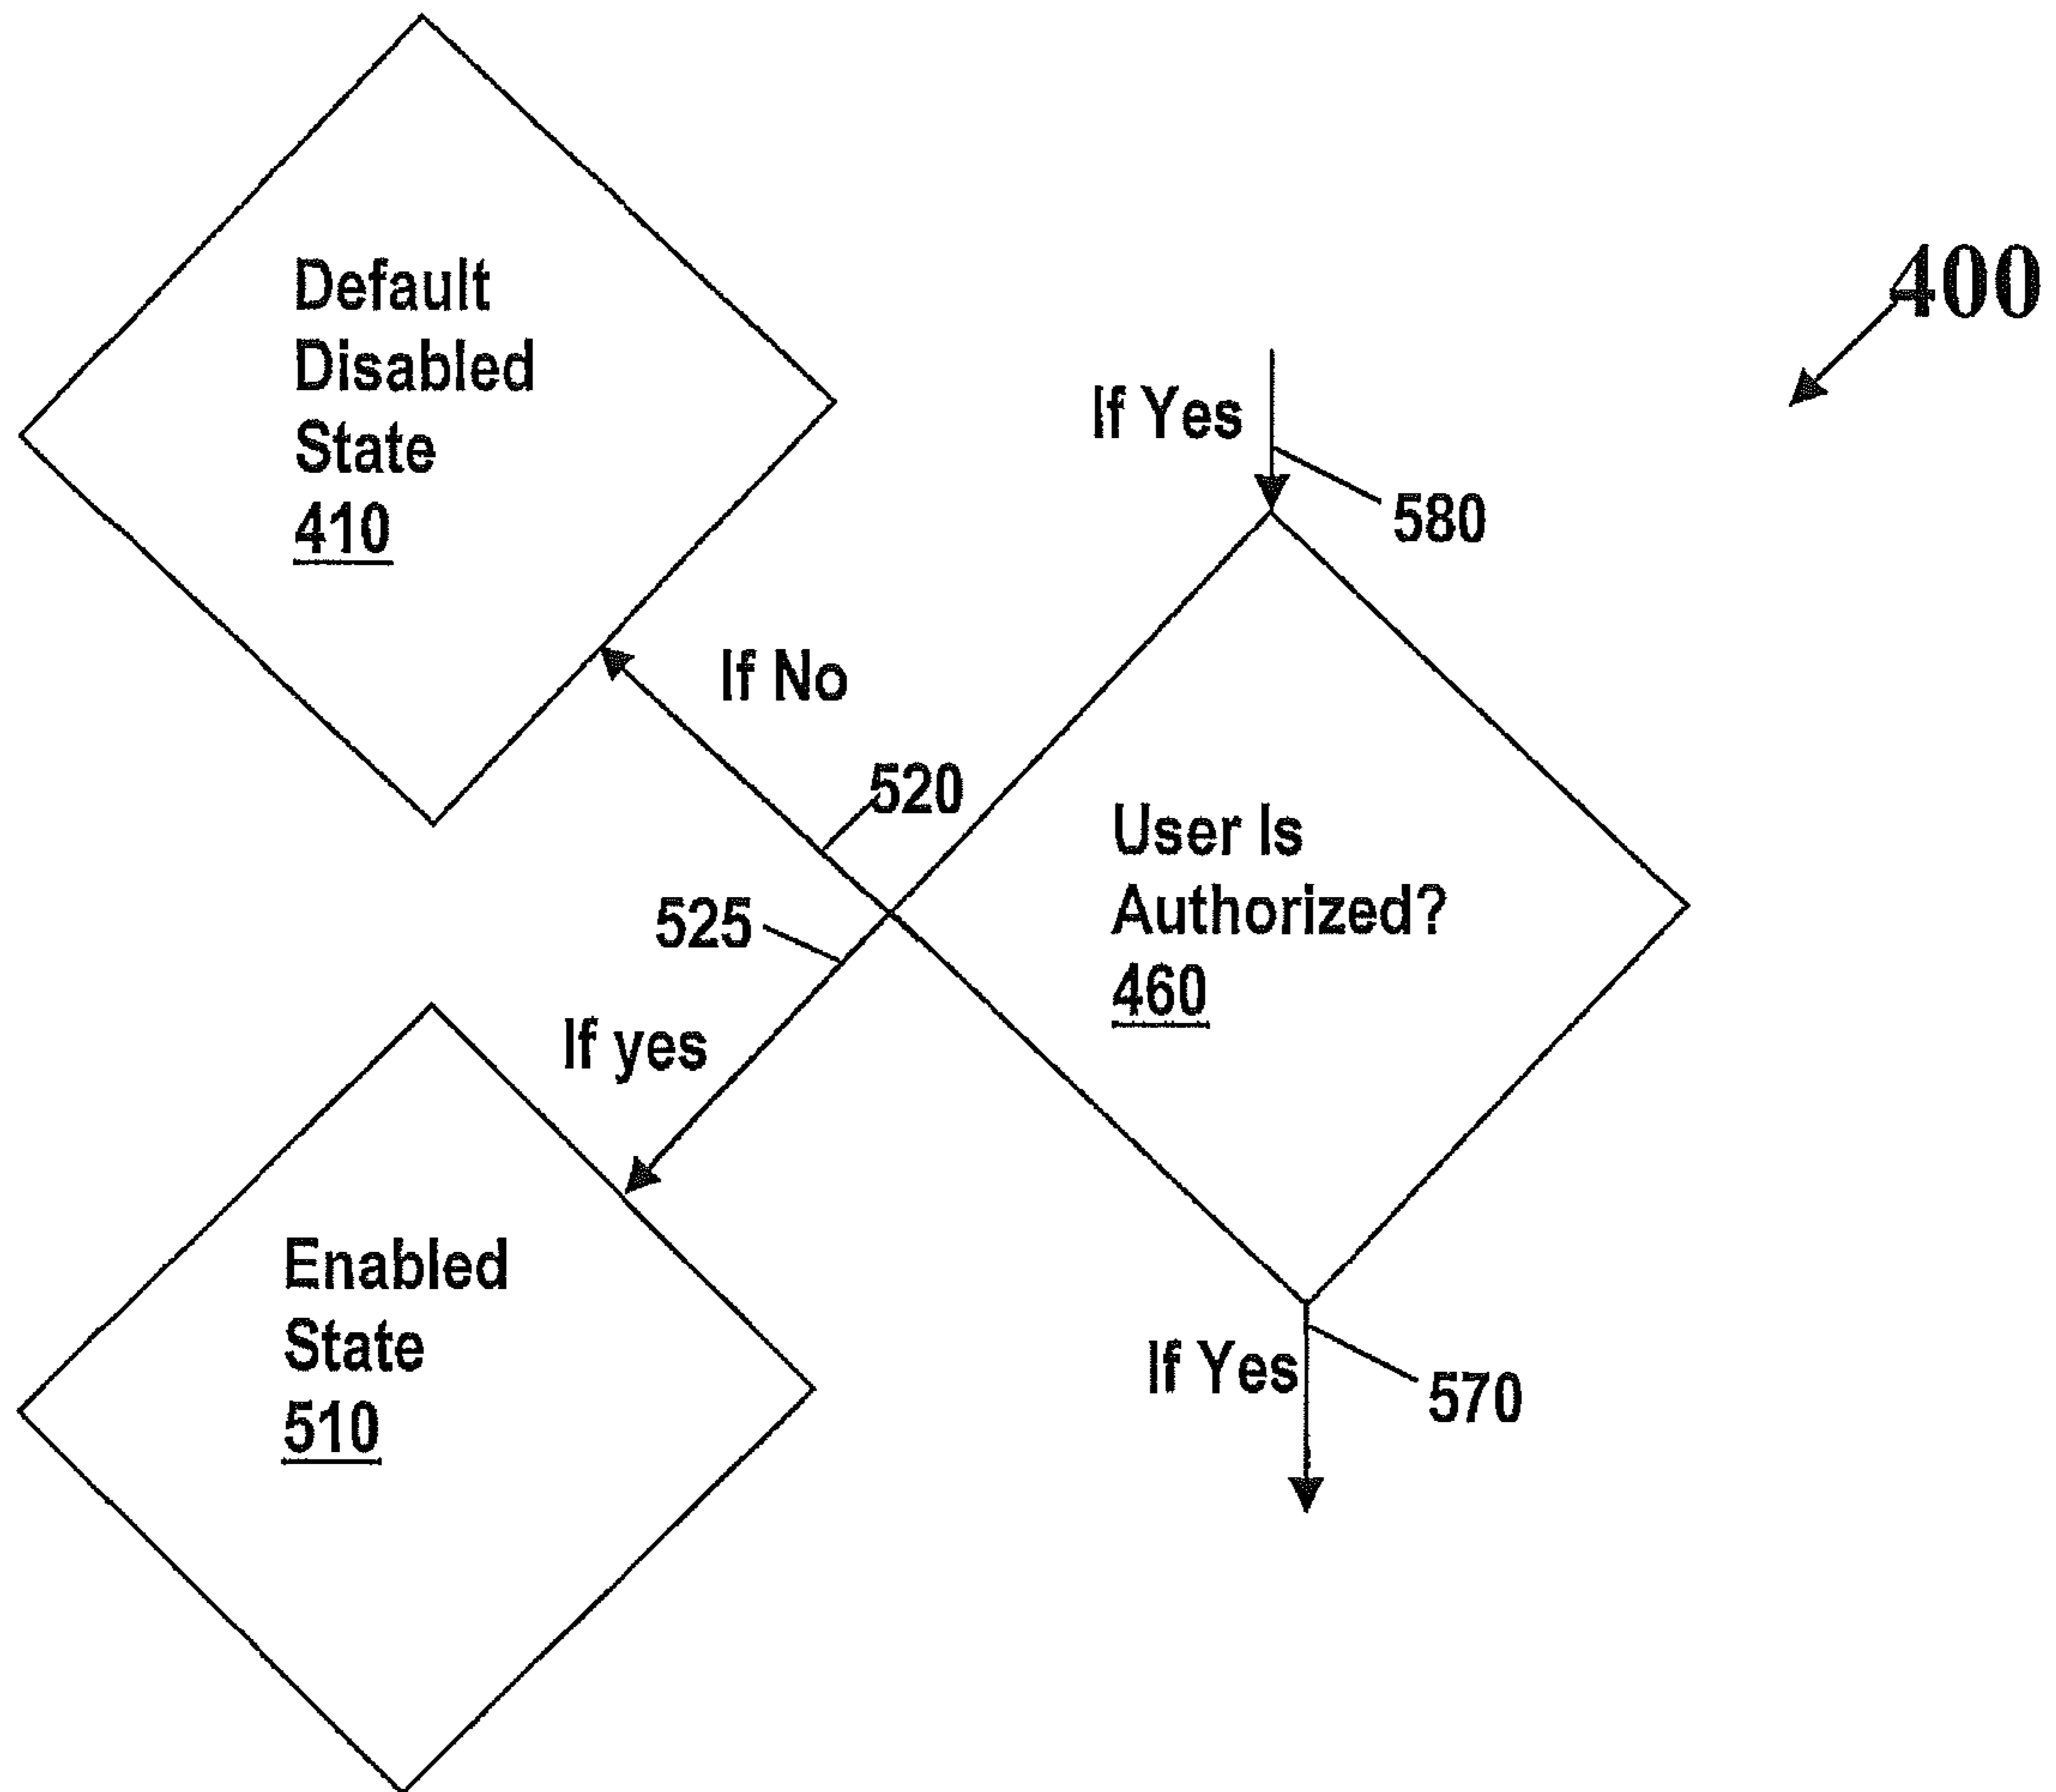 Default
Disabled
State
410
400
If Yes
580
If No
520
525
User Is
Authorized?
460
If yes
Enabled
State
510
If Yes
570